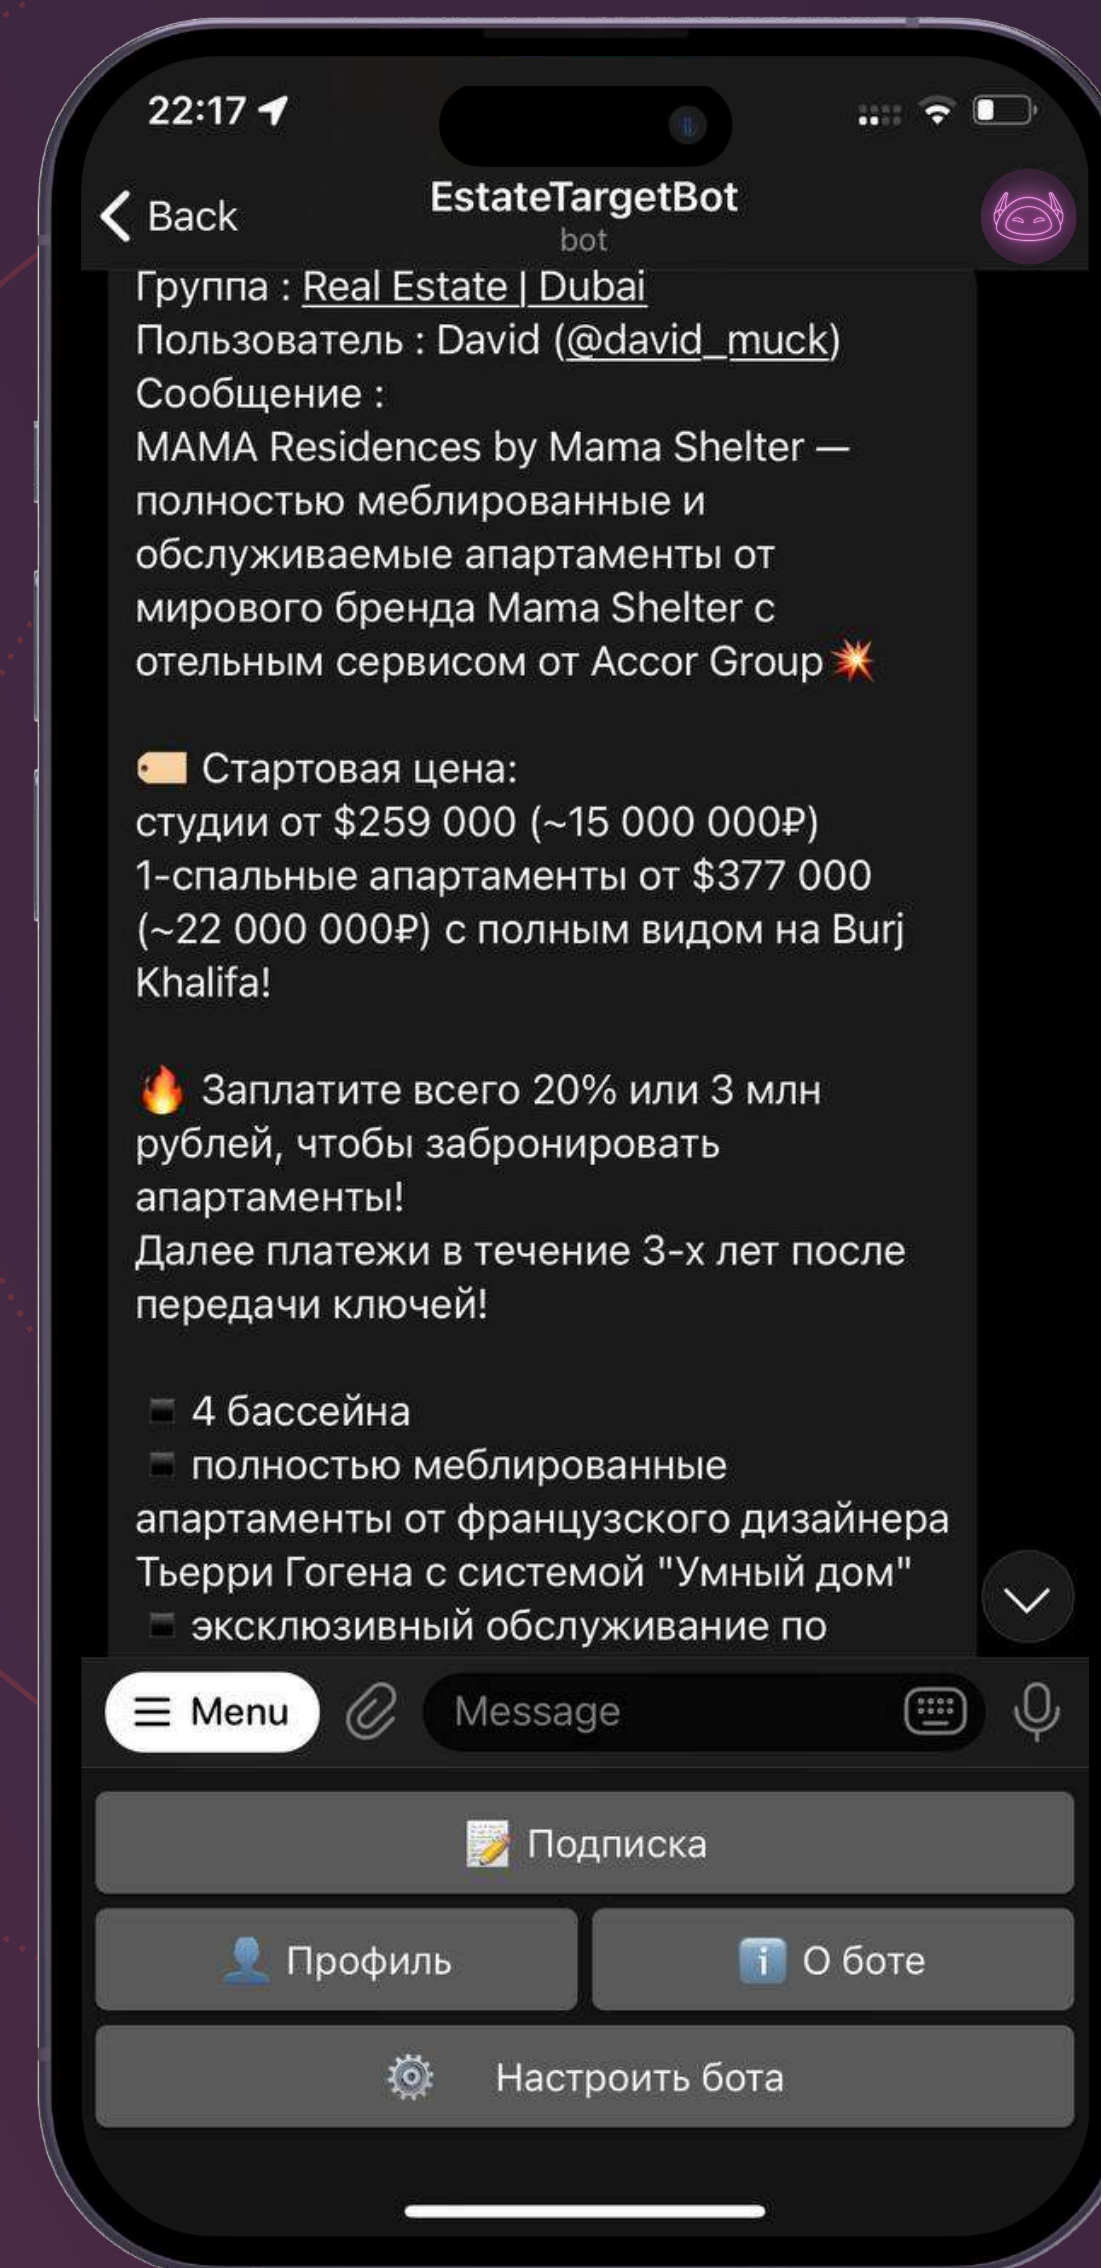 22:17
Back
EstateTargetBot
bot
Группа : Real Estate | Dubai
Пользователь : David (@david_muck)
Сообщение :
MAMA Residences by Mama Shelter —
полностью меблированные и
обслуживаемые апартаменты от
мирового бренда Mama Shelter с
отельным сервисом от Accor Group💥
🏷️ Стартовая цена:
студии от $259 000 (~15 000 000₽)
1-спальные апартаменты от $377 000
(~22 000 000₽) с полным видом на Burj
Khalifa!
🔥 Заплатите всего 20% или 3 млн
рублей, чтобы забронировать
апартаменты!
Далее платежи в течение 3-х лет после
передачи ключей!
▪️ 4 бассейна
▪️ полностью меблированные
апартаменты от французского дизайнера
Тьерри Гогена с системой "Умный дом"
▪️ эксклюзивный обслуживание по
Menu
Message
📝 Подписка
👤 Профиль
ℹ️ О боте
⚙️ Настроить бота